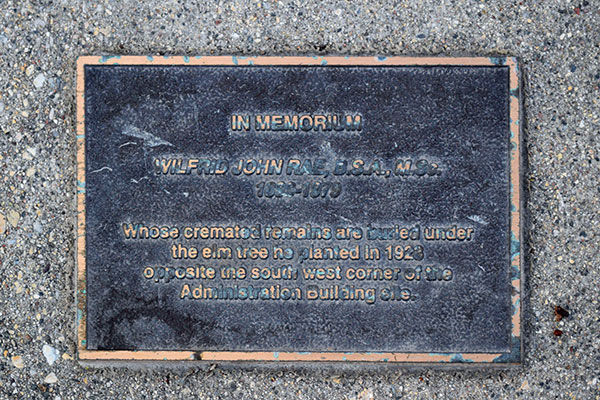 IN MEMORIUM
WILFRID JOHN RAE, B.S.A., M.Sc.
Whose cremated remains are buried under
the elm tree he planted in
opposite the south west corner of the
Administration Building site.